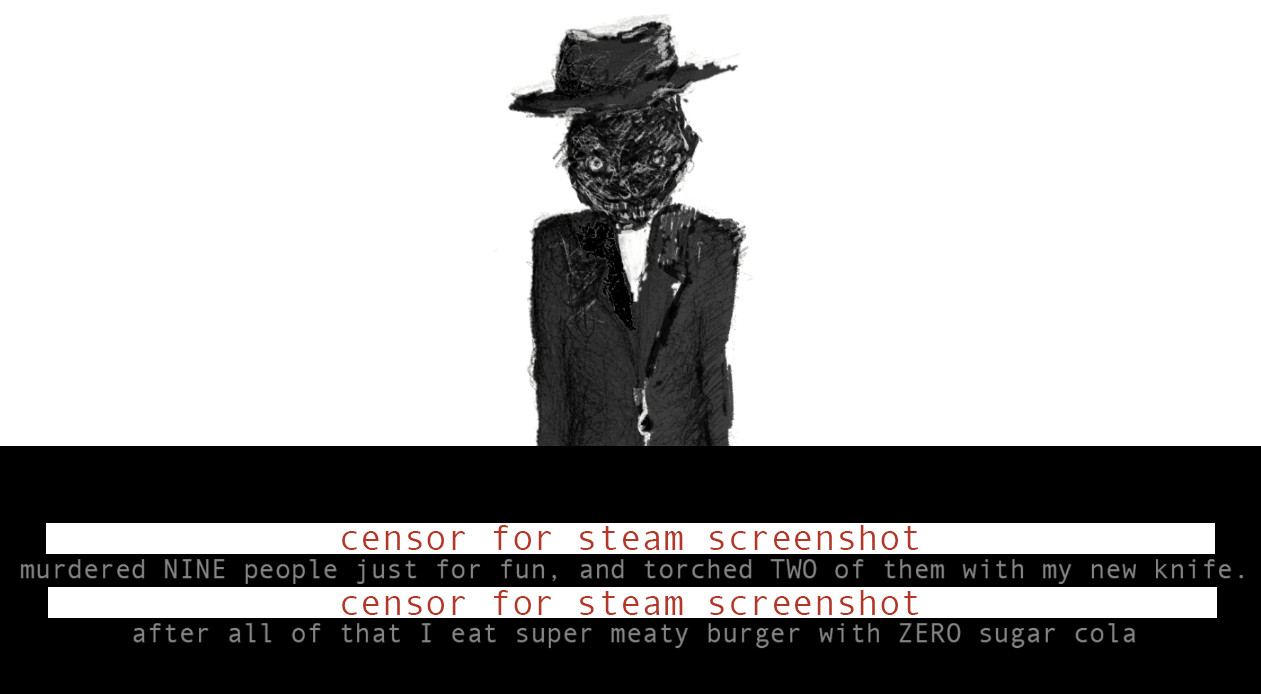 censor for steam screenshot
murdered NINE people just for fun, and torched TWO of them with my new knife.
censor for steam screenshot
after all of that I eat super meaty burger with ZERO sugar cola